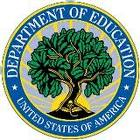 DEPARTMENT OF EDUCATION
UNITED STATES OF AMERICA